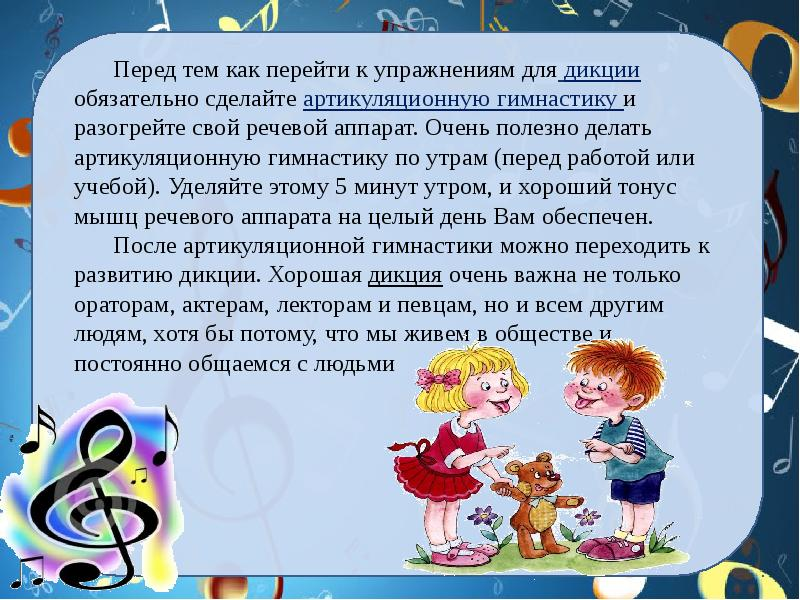 Перед тем как перейти к упражнениям для дикции
обязательно сделайте артикуляционную гимнастику и
разогрейте свой речевой аппарат. Очень полезно делать
артикуляционную гимнастику по утрам (перед работой или
учебой). Уделяйте этому 5 минут утром, и хороший тонус
мышц речевого аппарата на целый день Вам обеспечен.
После артикуляционной гимнастики можно переходить к
развитию дикции. Хорошая дикция очень важна не только
ораторам, актерам, лекторам и певцам, но и всем другим
людям, хотя бы потому, что мы живем в обществе и
постоянно общаемся с людьми